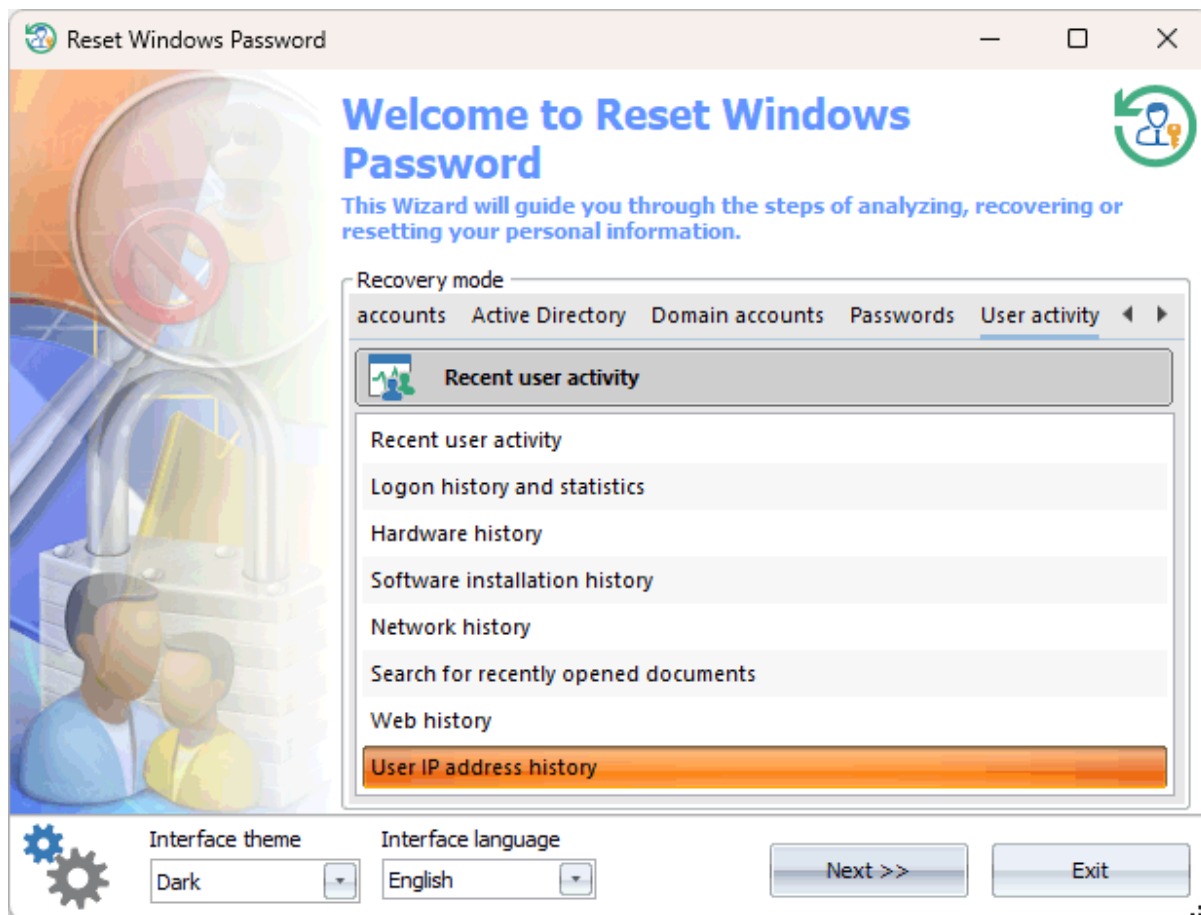 Reset Windows Password
Welcome to Reset Windows
Password
This Wizard will guide you through the steps of analyzing, recovering or
resetting your personal information.
Recovery mode
accounts Active Directory Domain accounts Passwords User activity
Recent user activity
Recent user activity
Logon history and statistics
Hardware history
Software installation history
Network history
Search for recently opened documents
Web history
User IP address history
Interface theme Interface language
Dark English Next >> Exit